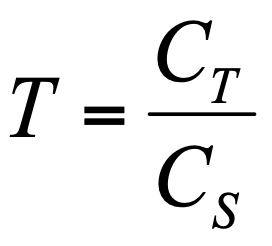 T = C_T / C_S